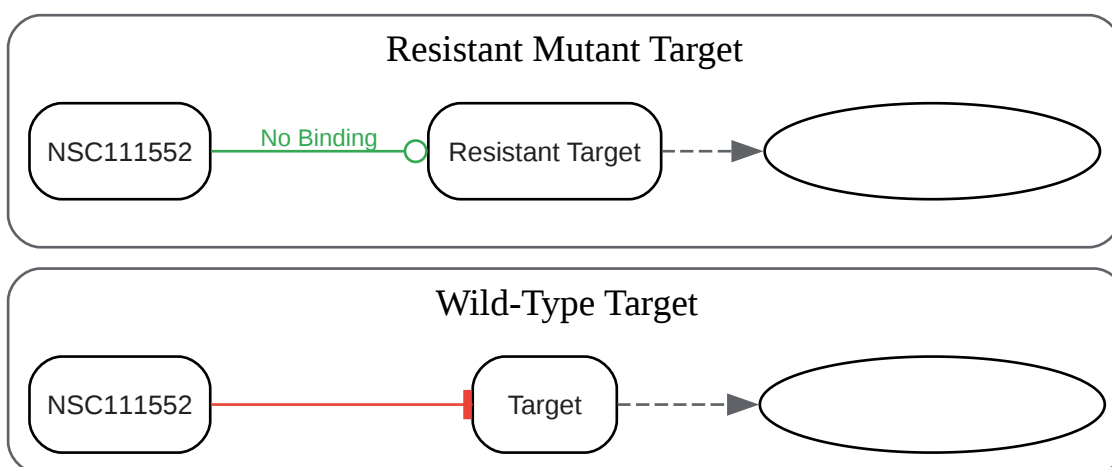 Resistant Mutant Target
NSC111552
No Binding
Resistant Target
Wild-Type Target
NSC111552
Target